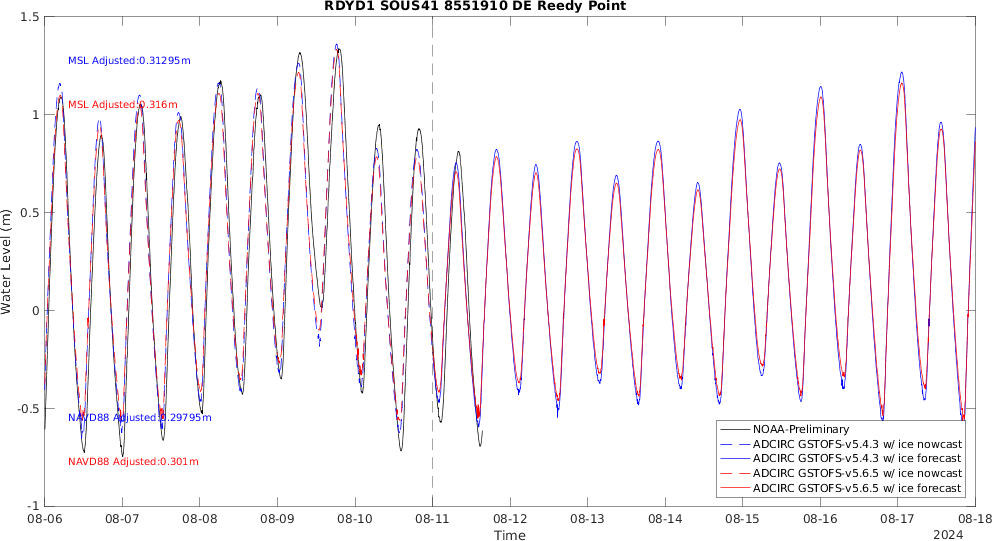 RDYD1 SOUS41 8551910 DE Reedy Point
1.5
1
0.5
0
-0.5
-1
Water Level (m)
MSL Adjusted:0.31295m
MSL Adjusted:0.316m
NAVD88 Adjusted:0.29795m
NAVD88 Adjusted:0.301m
NOAA-Preliminary
ADCIRC GSTOFS-v5.4.3 w/ ice nowcast
ADCIRC GSTOFS-v5.4.3 w/ ice forecast
ADCIRC GSTOFS-v5.6.5 w/ ice nowcast
ADCIRC GSTOFS-v5.6.5 w/ ice forecast
08-06 08-07 08-08 08-09 08-10 08-11 08-12 08-13 08-14 08-15 08-16 08-17 08-18
Time
2024